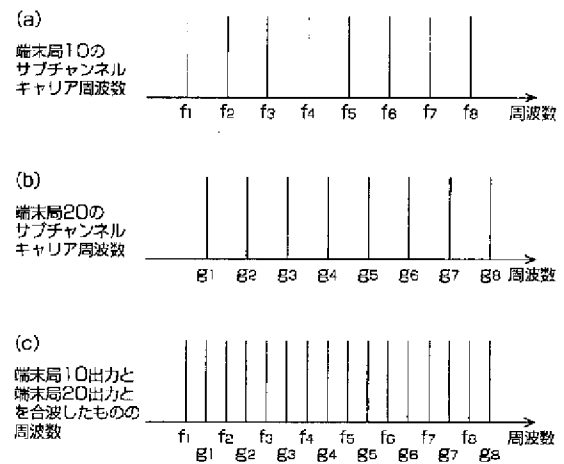 (a)
端末局10の
サブチャンネル
キャリア周波数
f1 f2 f3 f4 f5 f6 f7 f8 周波数
(b)
端末局20の
サブチャンネル
キャリア周波数
g1 g2 g3 g4 g5 g6 g7 g8 周波数
(c)
端末局10出力と
端末局20出力と
を合波したものの
周波数
f1 f2 f3 f4 f5 f6 f7 f8 周波数
g1 g2 g3 g4 g5 g6 g7 g8